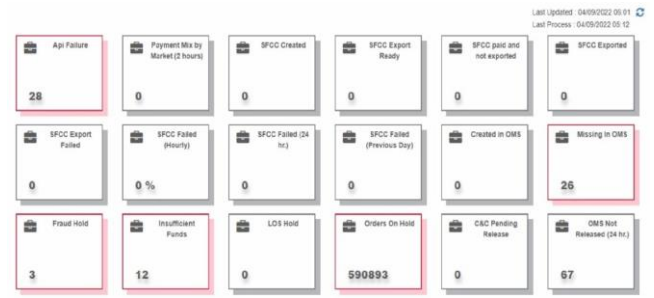 Last Updated : 04/09/2022 05:01
Last Process : 04/09/2022 05:12
Api Failure
28
Payment Mix by
Market (2 hours)
0
SFCC Created
0
SFCC Export
Ready
0
SFCC paid and
not exported
0
SFCC Exported
0
SFCC Export
Failed
0
SFCC Failed
(Hourly)
0 %
SFCC Failed (24
hr.)
0
SFCC Failed
(Previous Day)
0
Created in OMS
0
Missing in OMS
26
Fraud Hold
3
Insufficient
Funds
12
LOS Hold
0
Orders On Hold
590893
C&C Pending
Release
0
OMS Not
Released (24 hr.)
67